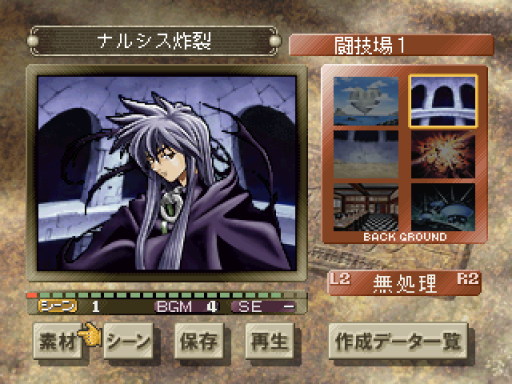 ナルシス炸裂
闘技場1
BACK GROUND
L2 無処理 R2
シーン 1 BGM 4 SE -
素材 シーン 保存 再生 作成データ一覧